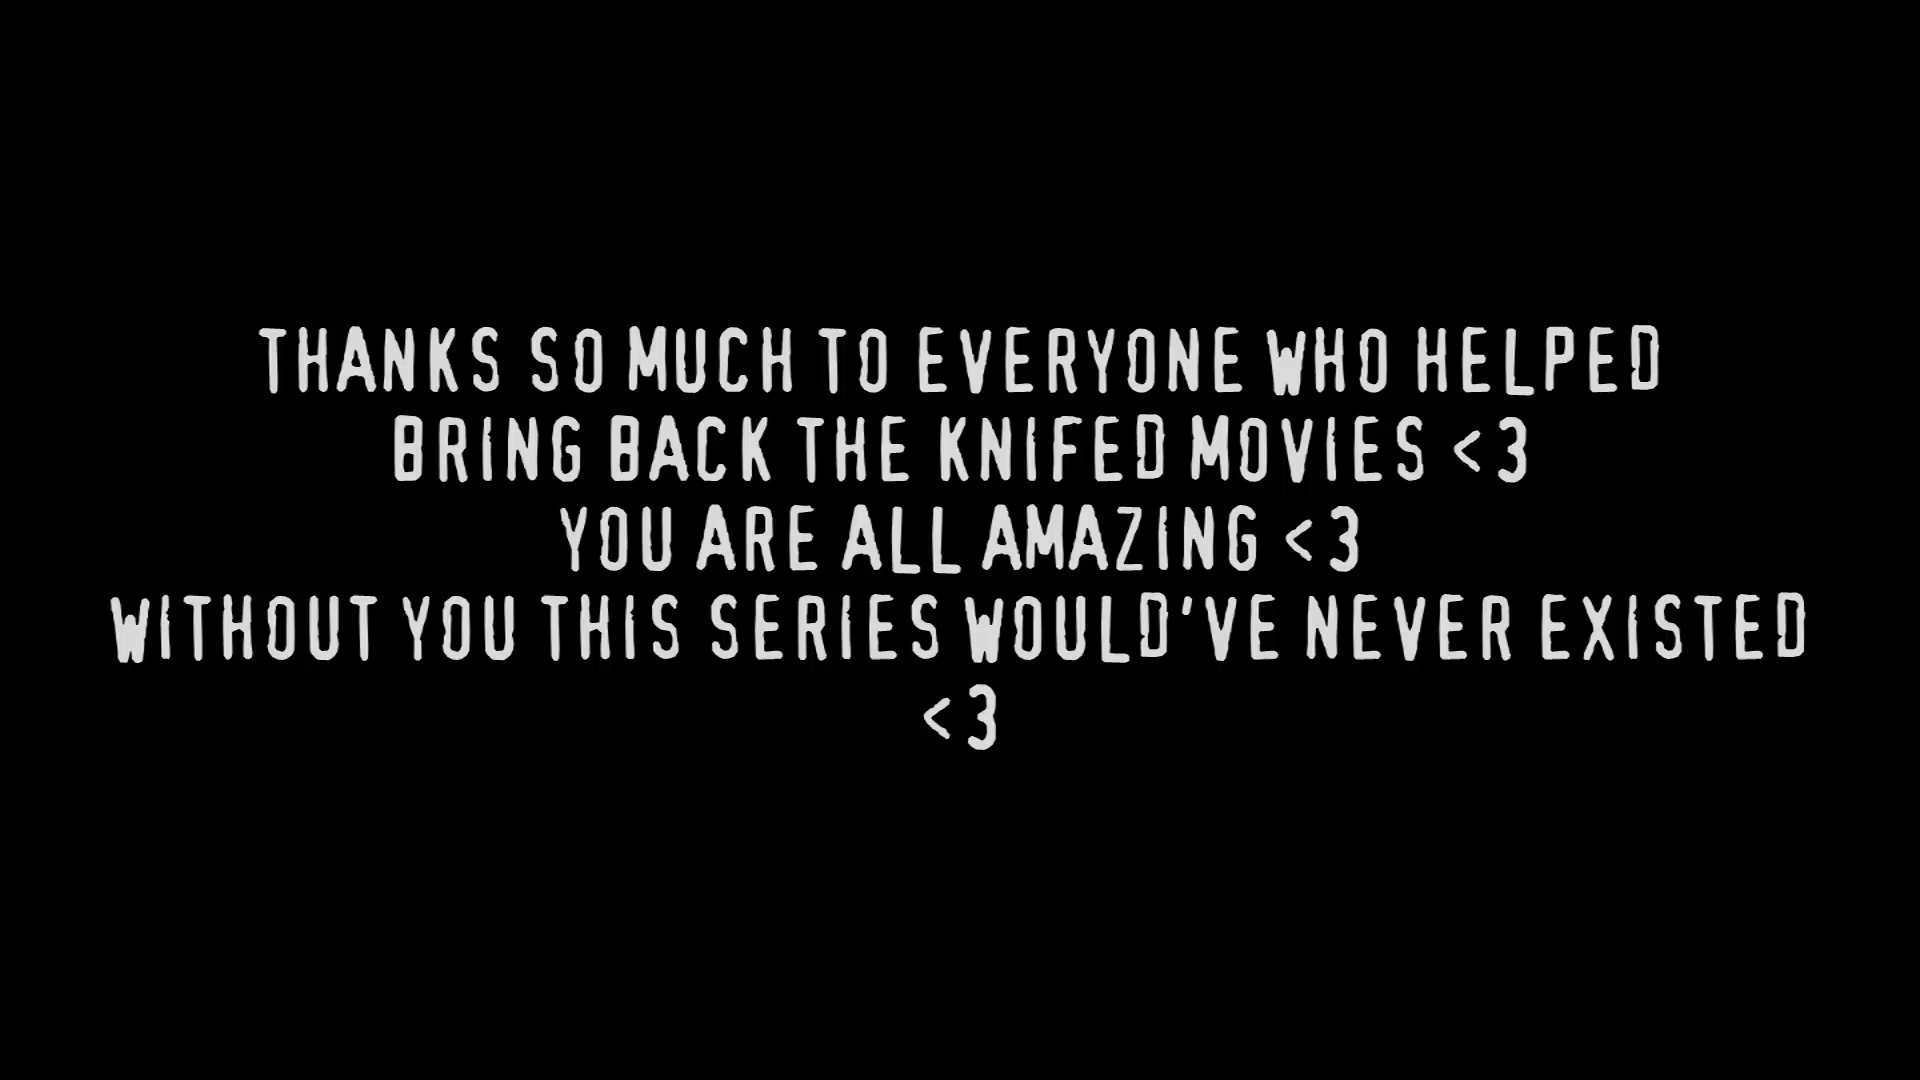 THANKS SO MUCH TO EVERYONE WHO HELPED
BRING BACK THE KNIFED MOVIES <3
YOU ARE ALL AMAZING <3
WITHOUT YOU THIS SERIES WOULD'VE NEVER EXISTED
<3